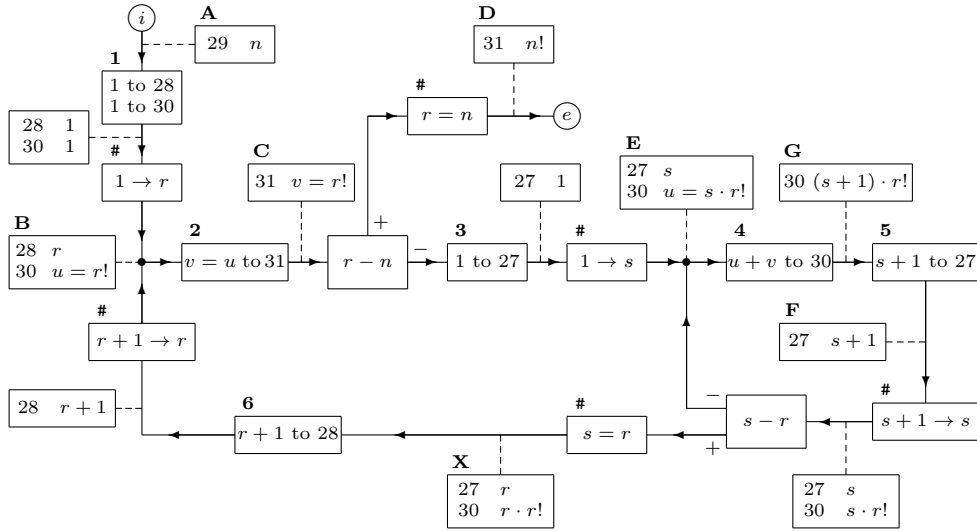 i
A
29 n
D
31 n!
1
1 to 28
1 to 30
#
r = n
e
28 1
30 1
#
1 → r
C
31 v = r!
27 1
E
27 s
30 u = s · r!
G
30 (s + 1) · r!
B
28 r
30 u = r!
2
v = u to 31
+
r − n
−
3
1 to 27
#
1 → s
4
u + v to 30
5
s + 1 to 27
#
r + 1 → r
F
27 s + 1
28 r + 1
6
r + 1 to 28
#
s = r
−
s − r
+
#
s + 1 → s
X
27 r
30 r · r!
27 s
30 s · r!